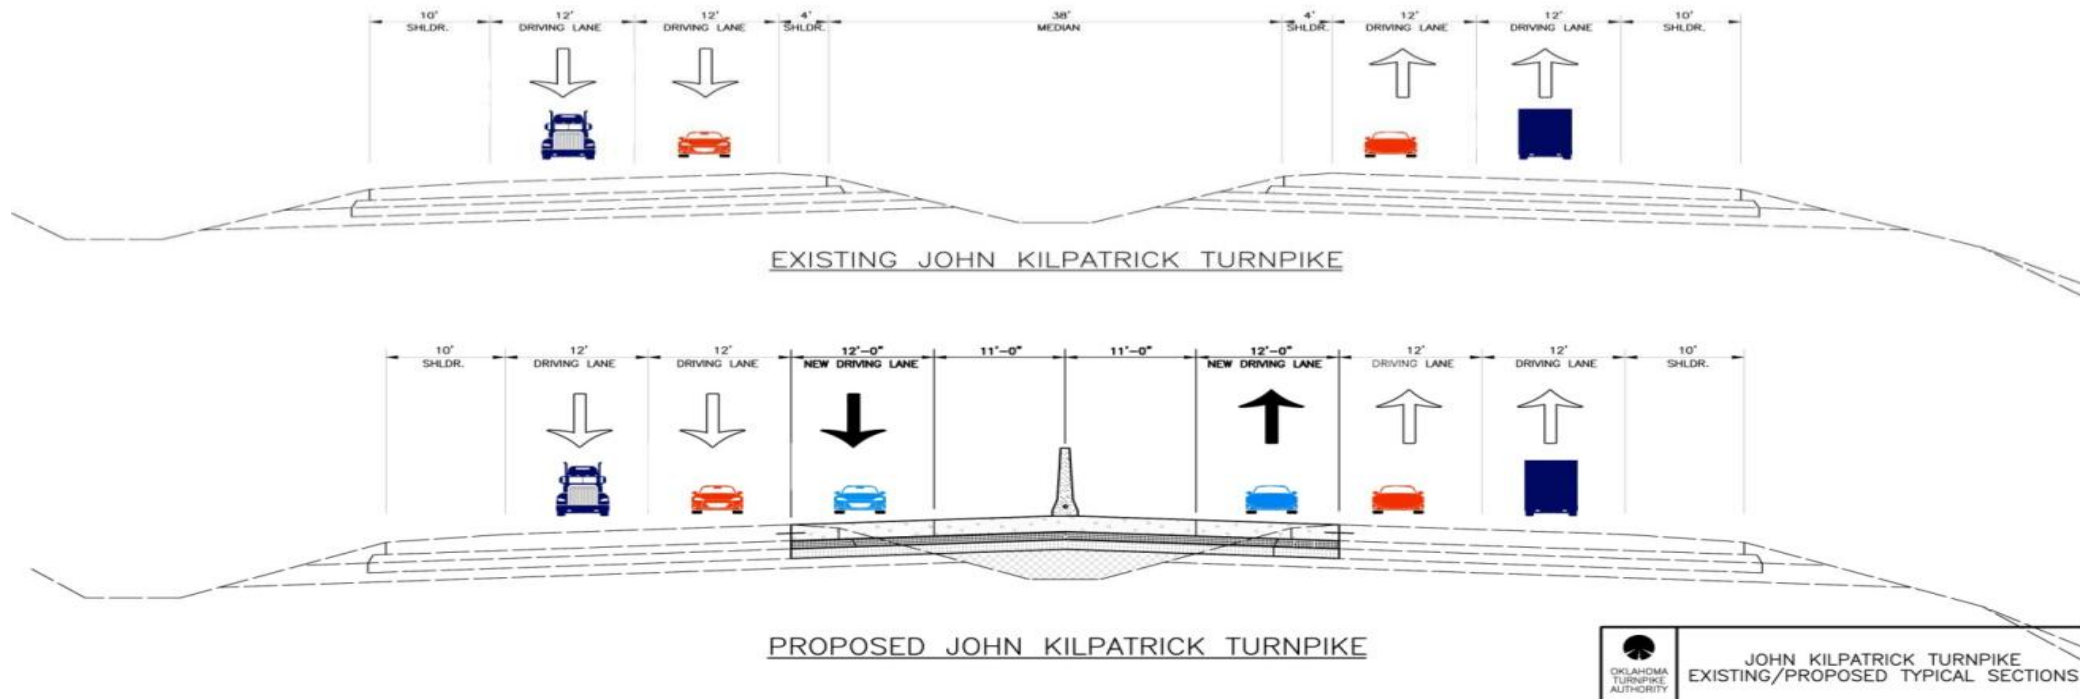 10' 12' 12' 4' 38' 4' 12' 12' 10'
SHLDR. DRIVING LANE DRIVING LANE SHLDR. MEDIAN SHLDR. DRIVING LANE DRIVING LANE SHLDR.
EXISTING JOHN KILPATRICK TURNPIKE
10' 12' 12' 12'-0" 11'-0" 11'-0" 12'-0" 12' 12' 10'
SHLDR. DRIVING LANE DRIVING LANE NEW DRIVING LANE NEW DRIVING LANE DRIVING LANE DRIVING LANE SHLDR.
PROPOSED JOHN KILPATRICK TURNPIKE
OKLAHOMA
TURNPIKE
AUTHORITY
JOHN KILPATRICK TURNPIKE
EXISTING/PROPOSED TYPICAL SECTIONS